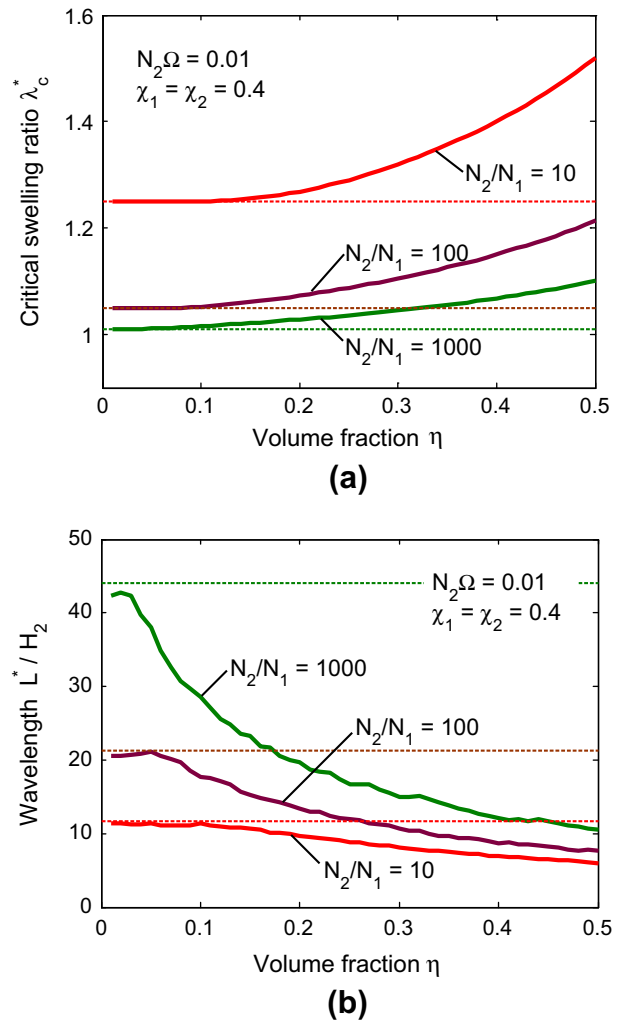 1.6
N₂Ω = 0.01
χ₁ = χ₂ = 0.4
1.4
N₂/N₁ = 10
Critical swelling ratio λ*c
1.2
N₂/N₁ = 100
1
N₂/N₁ = 1000
0 0.1 0.2 0.3 0.4 0.5
Volume fraction η
(a)
50
N₂Ω = 0.01
40
χ₁ = χ₂ = 0.4
N₂/N₁ = 1000
30
Wavelength L* / H₂
N₂/N₁ = 100
20
10
N₂/N₁ = 10
0
0 0.1 0.2 0.3 0.4 0.5
Volume fraction η
(b)